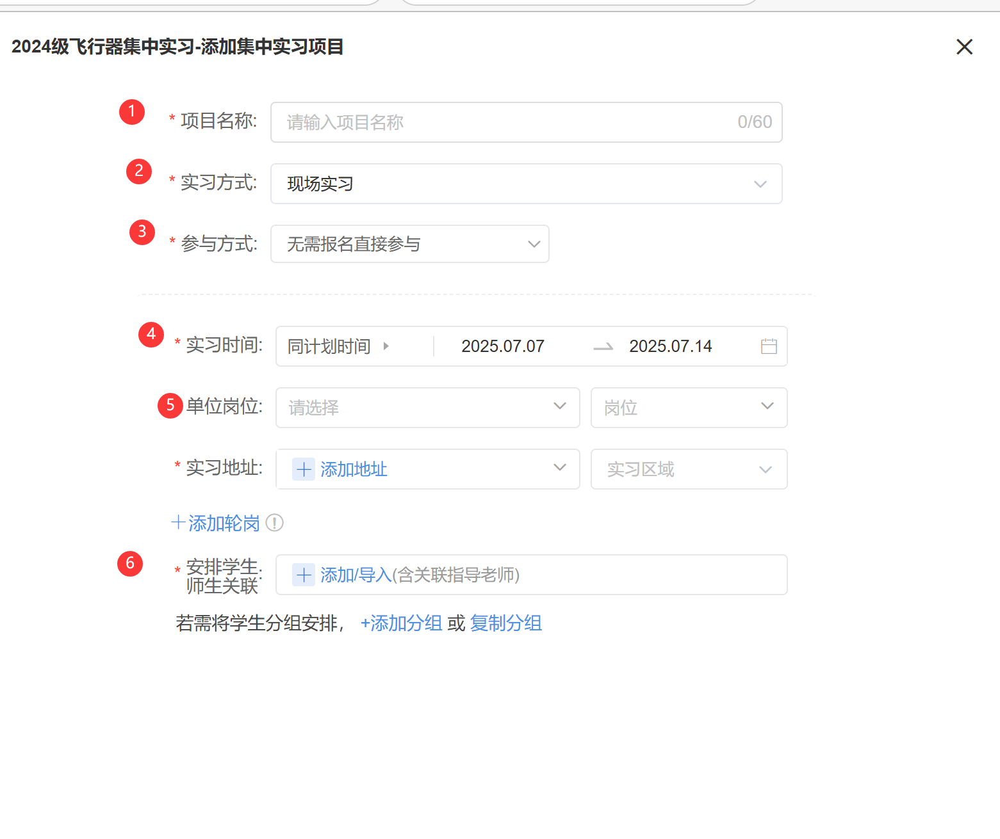 2024级飞行器集中实习-添加集中实习项目
1 * 项目名称: 请输入项目名称 0/60
2 * 实习方式: 现场实习
3 * 参与方式: 无需报名直接参与
4 * 实习时间: 同计划时间 2025.07.07 2025.07.14
5 单位岗位: 请选择 岗位
* 实习地址: 添加地址 实习区域
添加轮岗
6 * 安排学生: 添加/导入(含关联指导老师)
师生关联
若需将学生分组安排， +添加分组 或 复制分组